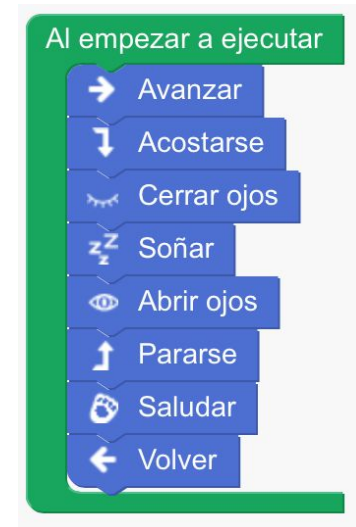 Al empezar a ejecutar
Avanzar
Acostarse
Cerrar ojos
Soñar
Abrir ojos
Pararse
Saludar
Volver